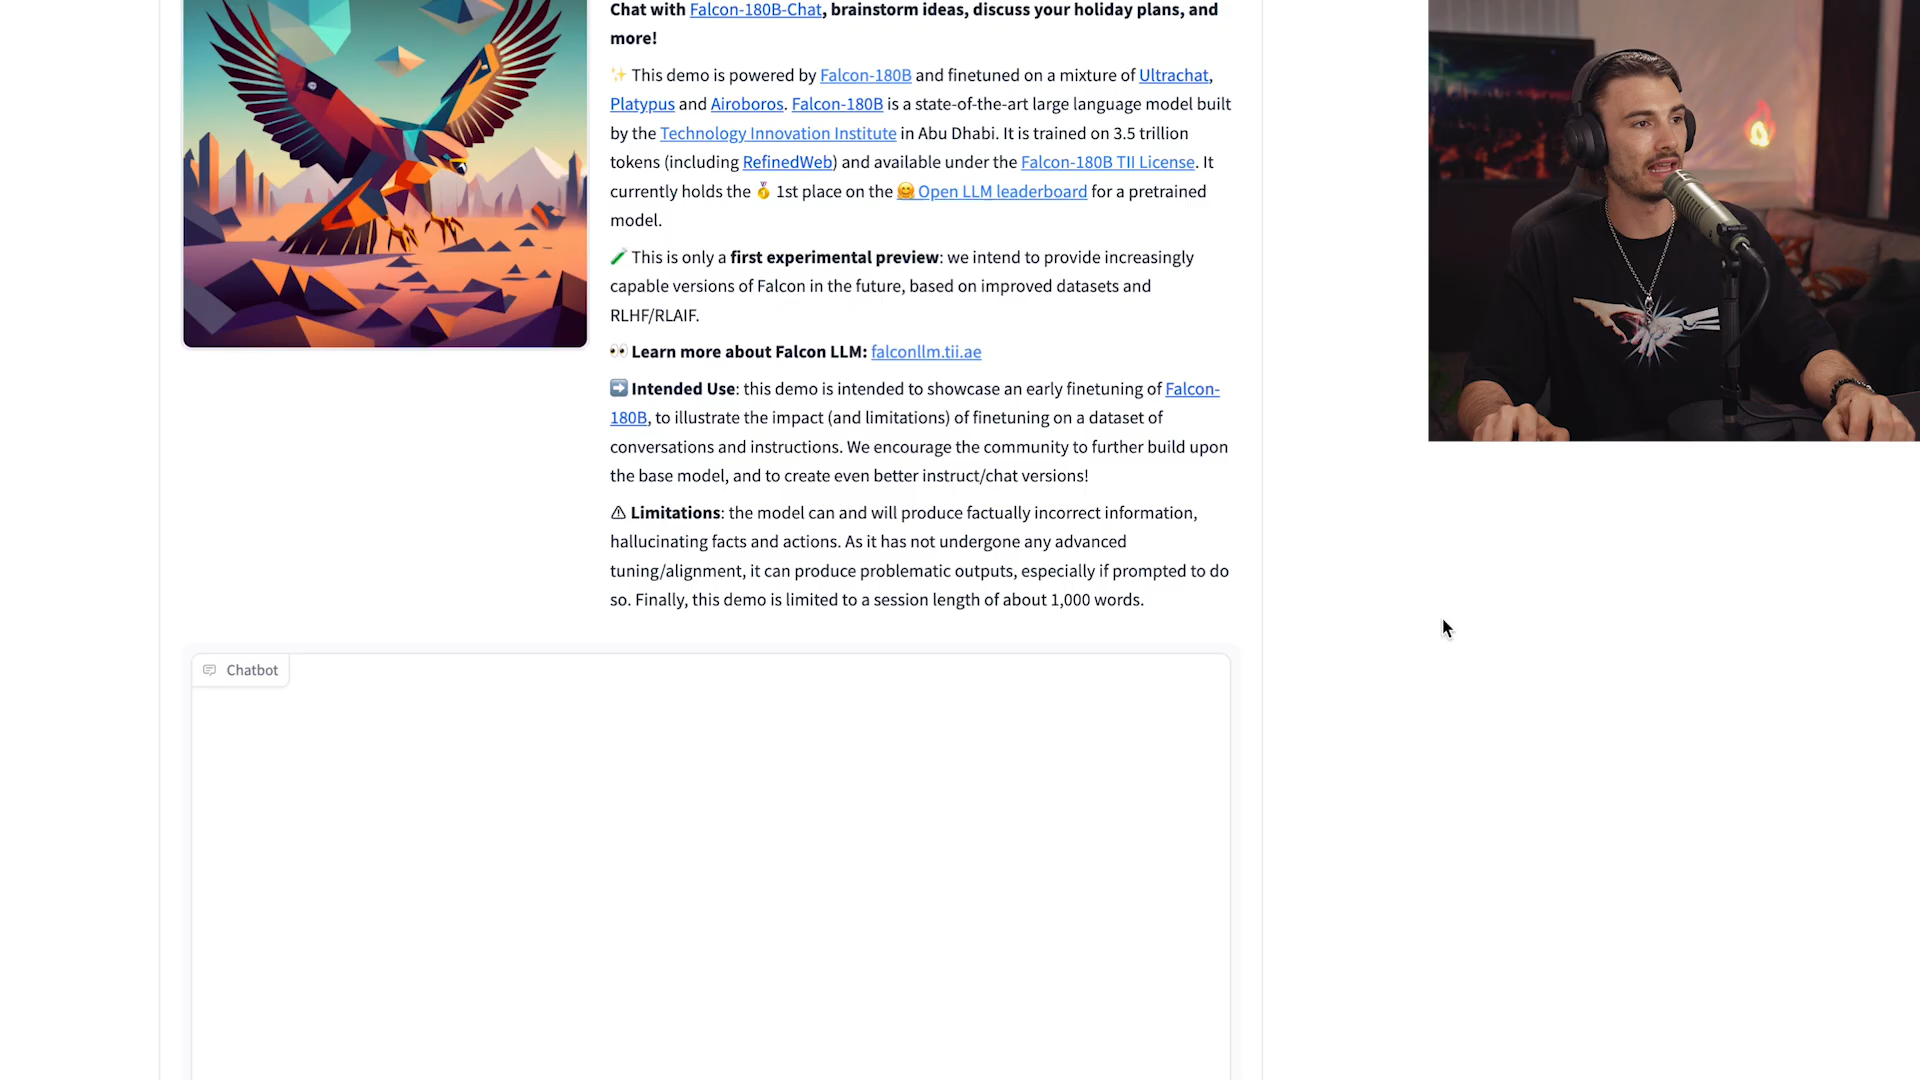 Chat with Falcon-180B-Chat, brainstorm ideas, discuss your holiday plans, and
more!
✨ This demo is powered by Falcon-180B and finetuned on a mixture of Ultrachat,
Platypus and Airoboros. Falcon-180B is a state-of-the-art large language model built
by the Technology Innovation Institute in Abu Dhabi. It is trained on 3.5 trillion
tokens (including RefinedWeb) and available under the Falcon-180B TII License. It
currently holds the 🥇 1st place on the 🤗 Open LLM leaderboard for a pretrained
model.
🧪 This is only a first experimental preview: we intend to provide increasingly
capable versions of Falcon in the future, based on improved datasets and
RLHF/RLAIF.
👀 Learn more about Falcon LLM: falconllm.tii.ae
➡️ Intended Use: this demo is intended to showcase an early finetuning of Falcon-
180B, to illustrate the impact (and limitations) of finetuning on a dataset of
conversations and instructions. We encourage the community to further build upon
the base model, and to create even better instruct/chat versions!
⚠️ Limitations: the model can and will produce factually incorrect information,
hallucinating facts and actions. As it has not undergone any advanced
tuning/alignment, it can produce problematic outputs, especially if prompted to do
so. Finally, this demo is limited to a session length of about 1,000 words.
Chatbot